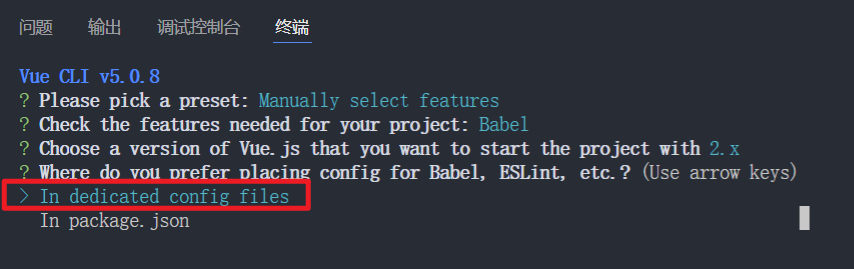 问题 输出 调试控制台 终端
Vue CLI v5.0.8
? Please pick a preset: Manually select features
? Check the features needed for your project: Babel
? Choose a version of Vue.js that you want to start the project with 2.x
? Where do you prefer placing config for Babel, ESLint, etc.? (Use arrow keys)
> In dedicated config files
In package.json